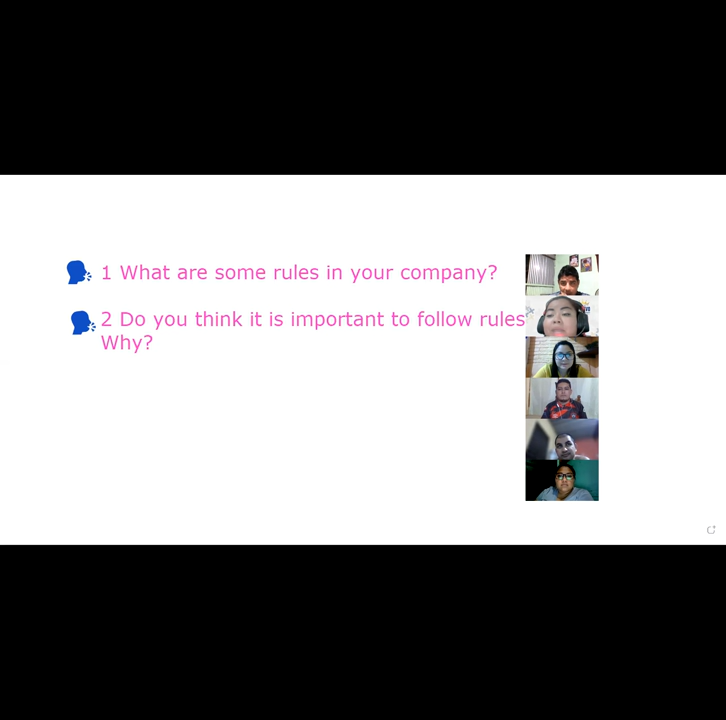 1 What are some rules in your company?
2 Do you think it is important to follow rules
Why?